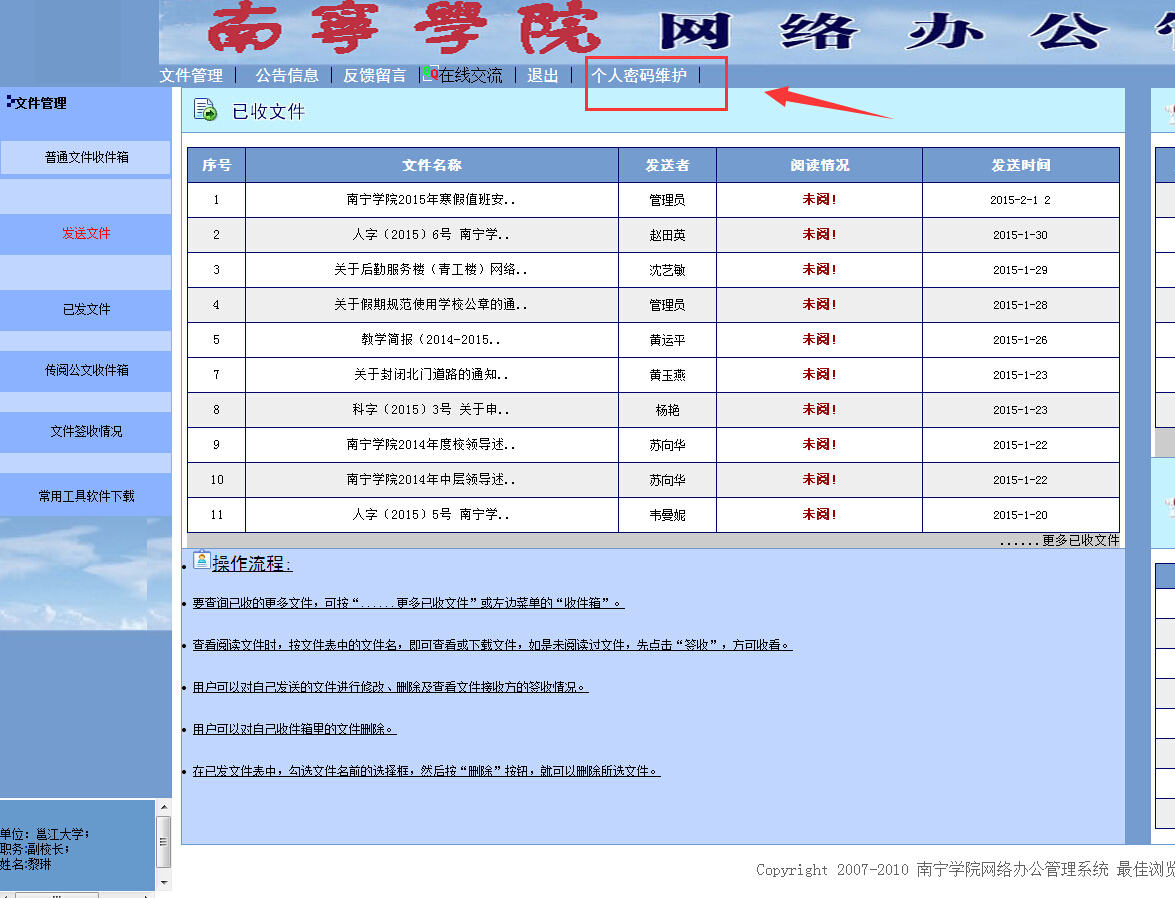 南寧學院 网络办公
文件管理 | 公告信息 | 反馈留言 | 在线交流 | 退出 | 个人密码维护 |
文件管理
普通文件收件箱
发送文件
已发文件
传阅公文收件箱
文件签收情况
常用工具软件下载
单位: 邕江大学;
职务:副校长;
姓名:黎琳
已收文件
序号 文件名称 发送者 阅读情况 发送时间
1 南宁学院2015年寒假值班安.. 管理员 未阅! 2015-2-1 2
2 人字（2015）6号 南宁学.. 赵田英 未阅! 2015-1-30
3 关于后勤服务楼（青工楼）网络.. 沈艺敏 未阅! 2015-1-29
4 关于假期规范使用学校公章的通.. 管理员 未阅! 2015-1-28
5 教学简报（2014-2015.. 黄运平 未阅! 2015-1-26
7 关于封闭北门道路的通知.. 黄玉燕 未阅! 2015-1-23
8 科字（2015）3号 关于申.. 杨艳 未阅! 2015-1-23
9 南宁学院2014年度校领导述.. 苏向华 未阅! 2015-1-22
10 南宁学院2014年中层领导述.. 苏向华 未阅! 2015-1-22
11 人字（2015）5号 南宁学.. 韦曼妮 未阅! 2015-1-20
......更多已收文件
操作流程:
要查询已收的更多文件，可按“......更多已收文件”或左边菜单的“收件箱”。
查看阅读文件时，按文件表中的文件名，即可查看或下载文件，如是未阅读过文件，先点击“签收”，方可收看。
用户可以对自己发送的文件进行修改、删除及查看文件接收方的签收情况。
用户可以对自己收件箱里的文件删除。
在已发文件表中，勾选文件名前的选择框，然后按“删除”按钮，就可以删除所选文件。
Copyright 2007-2010 南宁学院网络办公管理系统 最佳浏览